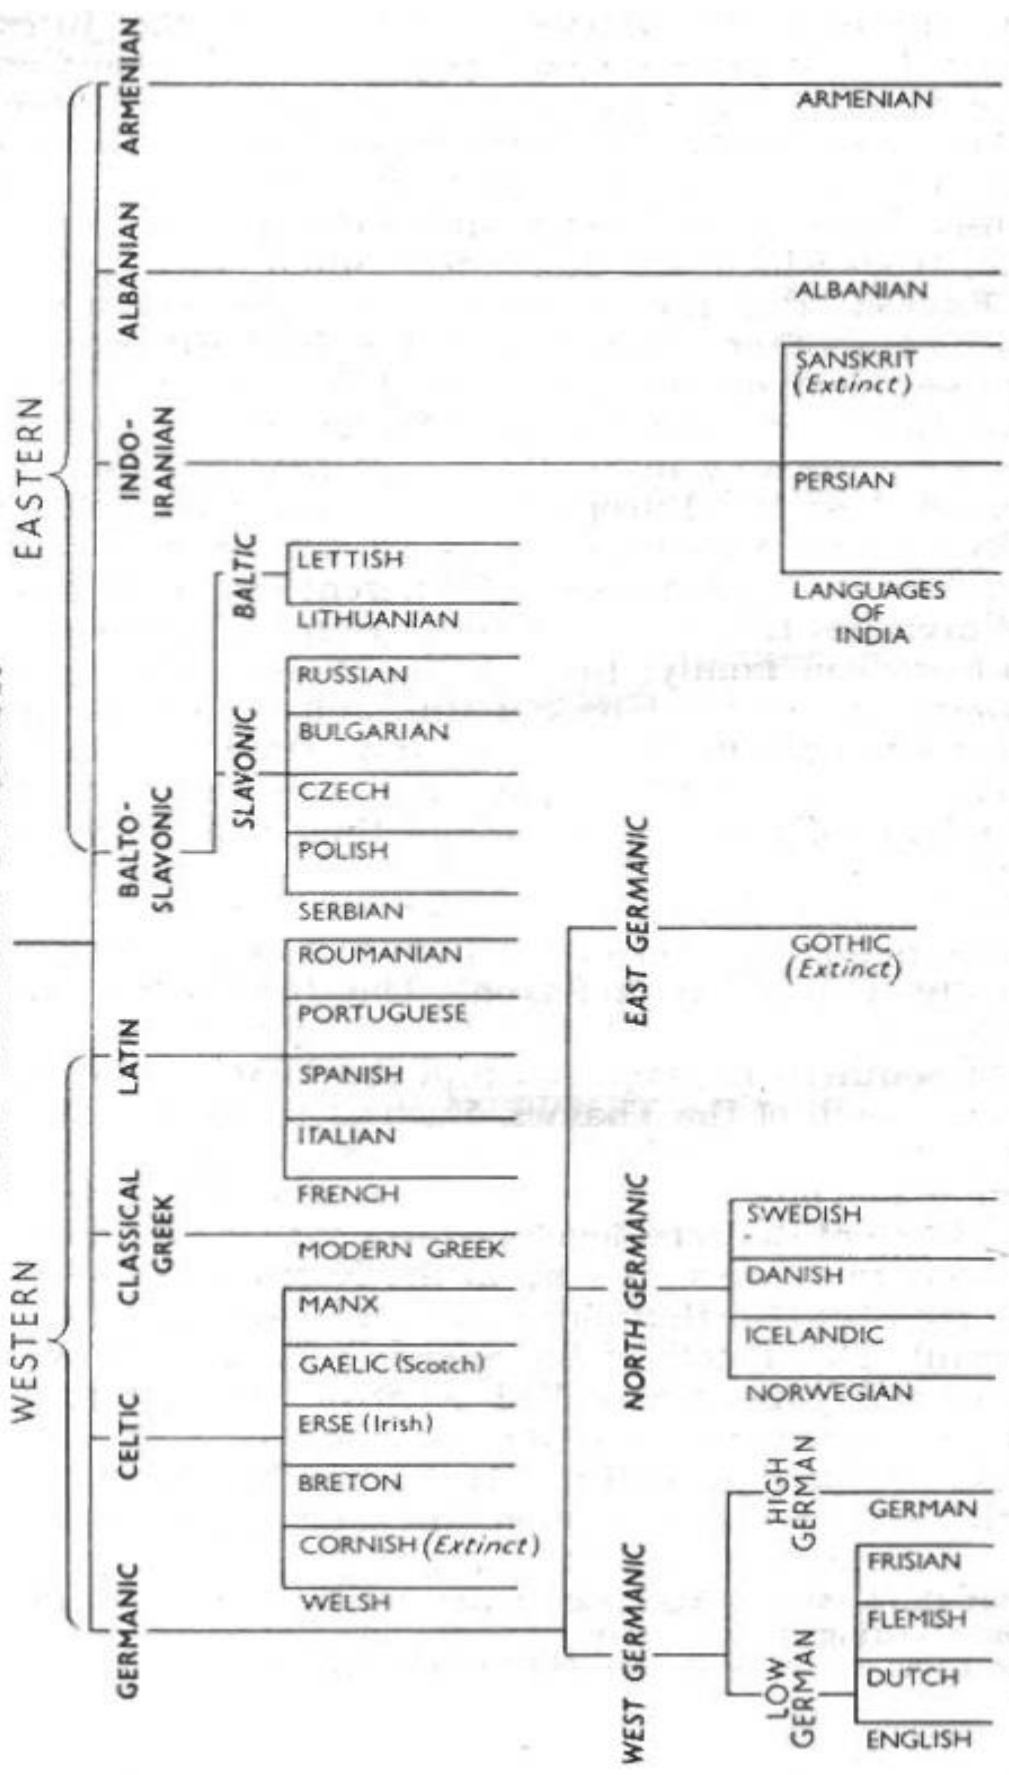 EASTERN
ARMENIAN
ARMENIAN
ALBANIAN
ALBANIAN
INDO-
IRANIAN
SANSKRIT
(Extinct)
PERSIAN
LANGUAGES
OF
INDIA
BALTO-
SLAVONIC
BALTIC
LETTISH
LITHUANIAN
SLAVONIC
RUSSIAN
BULGARIAN
CZECH
POLISH
SERBIAN
WESTERN
LATIN
ROUMANIAN
PORTUGUESE
SPANISH
ITALIAN
FRENCH
CLASSICAL
GREEK
MODERN GREEK
CELTIC
MANX
GAELIC (Scotch)
ERSE (Irish)
BRETON
CORNISH (Extinct)
WELSH
GERMANIC
EAST GERMANIC
GOTHIC
(Extinct)
NORTH GERMANIC
SWEDISH
DANISH
ICELANDIC
NORWEGIAN
WEST GERMANIC
HIGH
GERMAN
GERMAN
LOW
GERMAN
FRISIAN
FLEMISH
DUTCH
ENGLISH